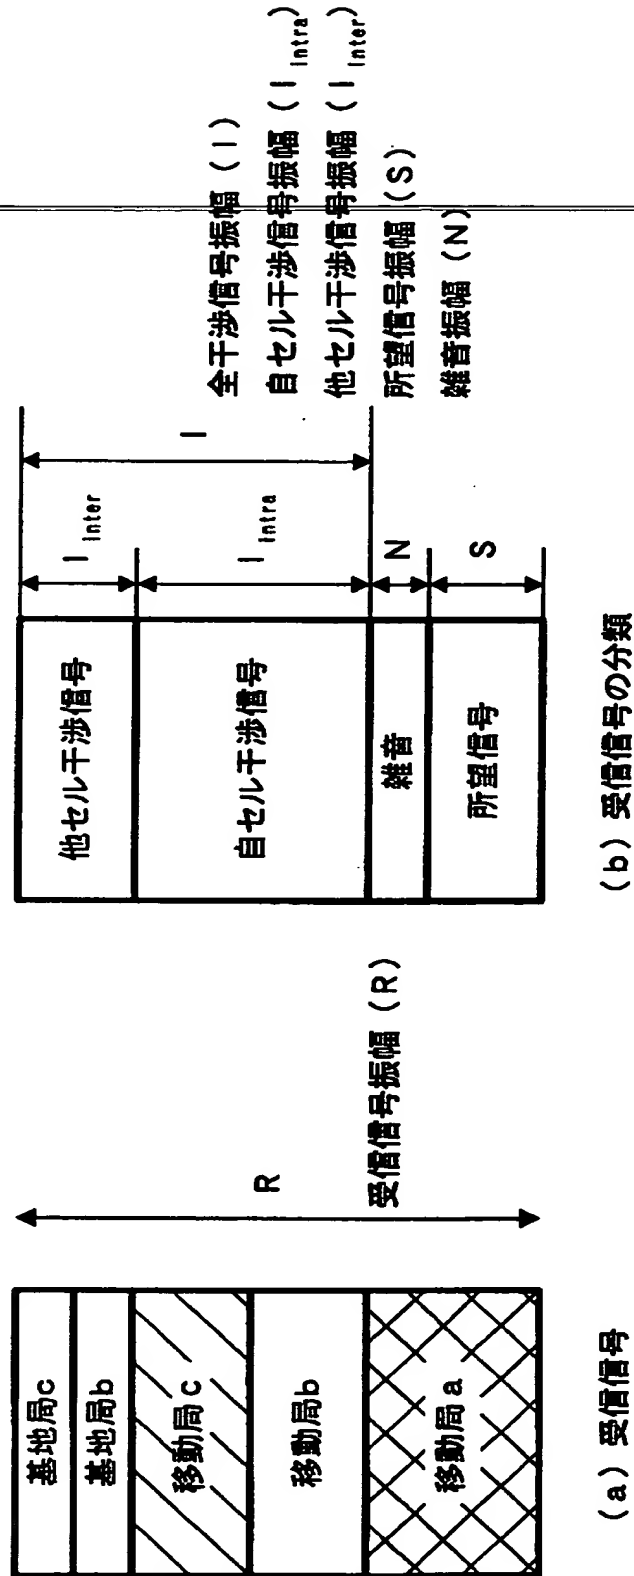 基地局c
基地局b
移動局c
移動局b
移動局a
R
受信信号振幅(R)
(a) 受信信号
他セル干渉信号
自セル干渉信号
雑音
所望信号
I inter
I intra
N
S
I
(b) 受信信号の分類
全干渉信号振幅(I)
自セル干渉信号振幅(I intra)
他セル干渉信号振幅(I inter)
所望信号振幅(S)
雑音振幅(N)